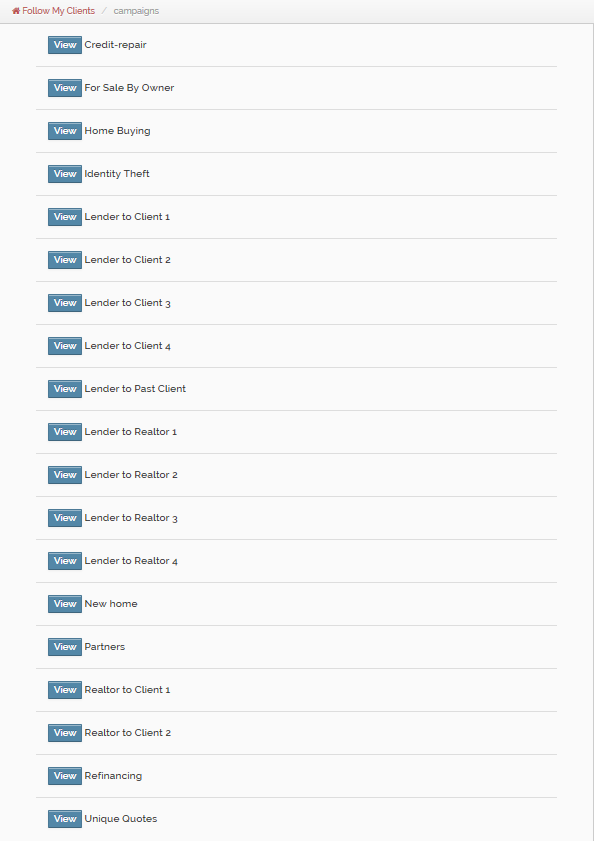 Follow My Clients / campaigns
View Credit-repair
View For Sale By Owner
View Home Buying
View Identity Theft
View Lender to Client 1
View Lender to Client 2
View Lender to Client 3
View Lender to Client 4
View Lender to Past Client
View Lender to Realtor 1
View Lender to Realtor 2
View Lender to Realtor 3
View Lender to Realtor 4
View New home
View Partners
View Realtor to Client 1
View Realtor to Client 2
View Refinancing
View Unique Quotes